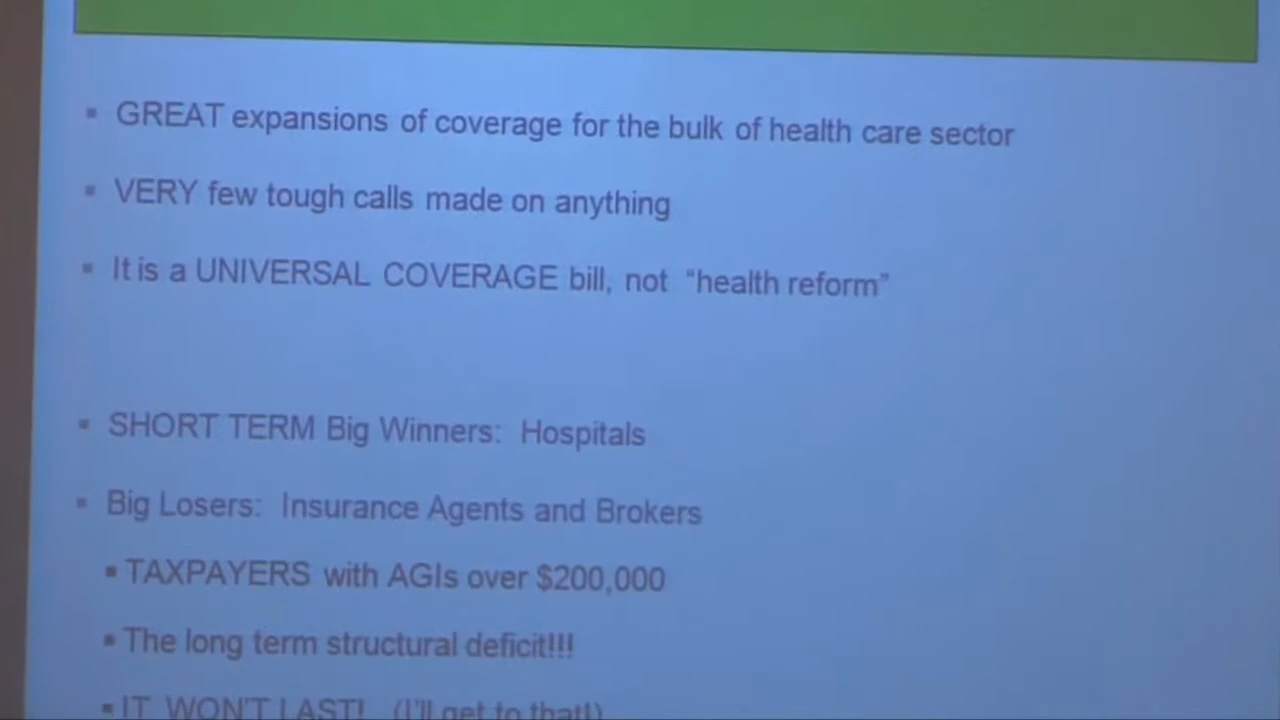 ▪ GREAT expansions of coverage for the bulk of health care sector
▪ VERY few tough calls made on anything
▪ It is a UNIVERSAL COVERAGE bill, not “health reform”
▪ SHORT TERM Big Winners: Hospitals
▪ Big Losers: Insurance Agents and Brokers
▪ TAXPAYERS with AGIs over $200,000
▪ The long term structural deficit!!!
▪ IT WON'T LAST! (I'll get to that!)